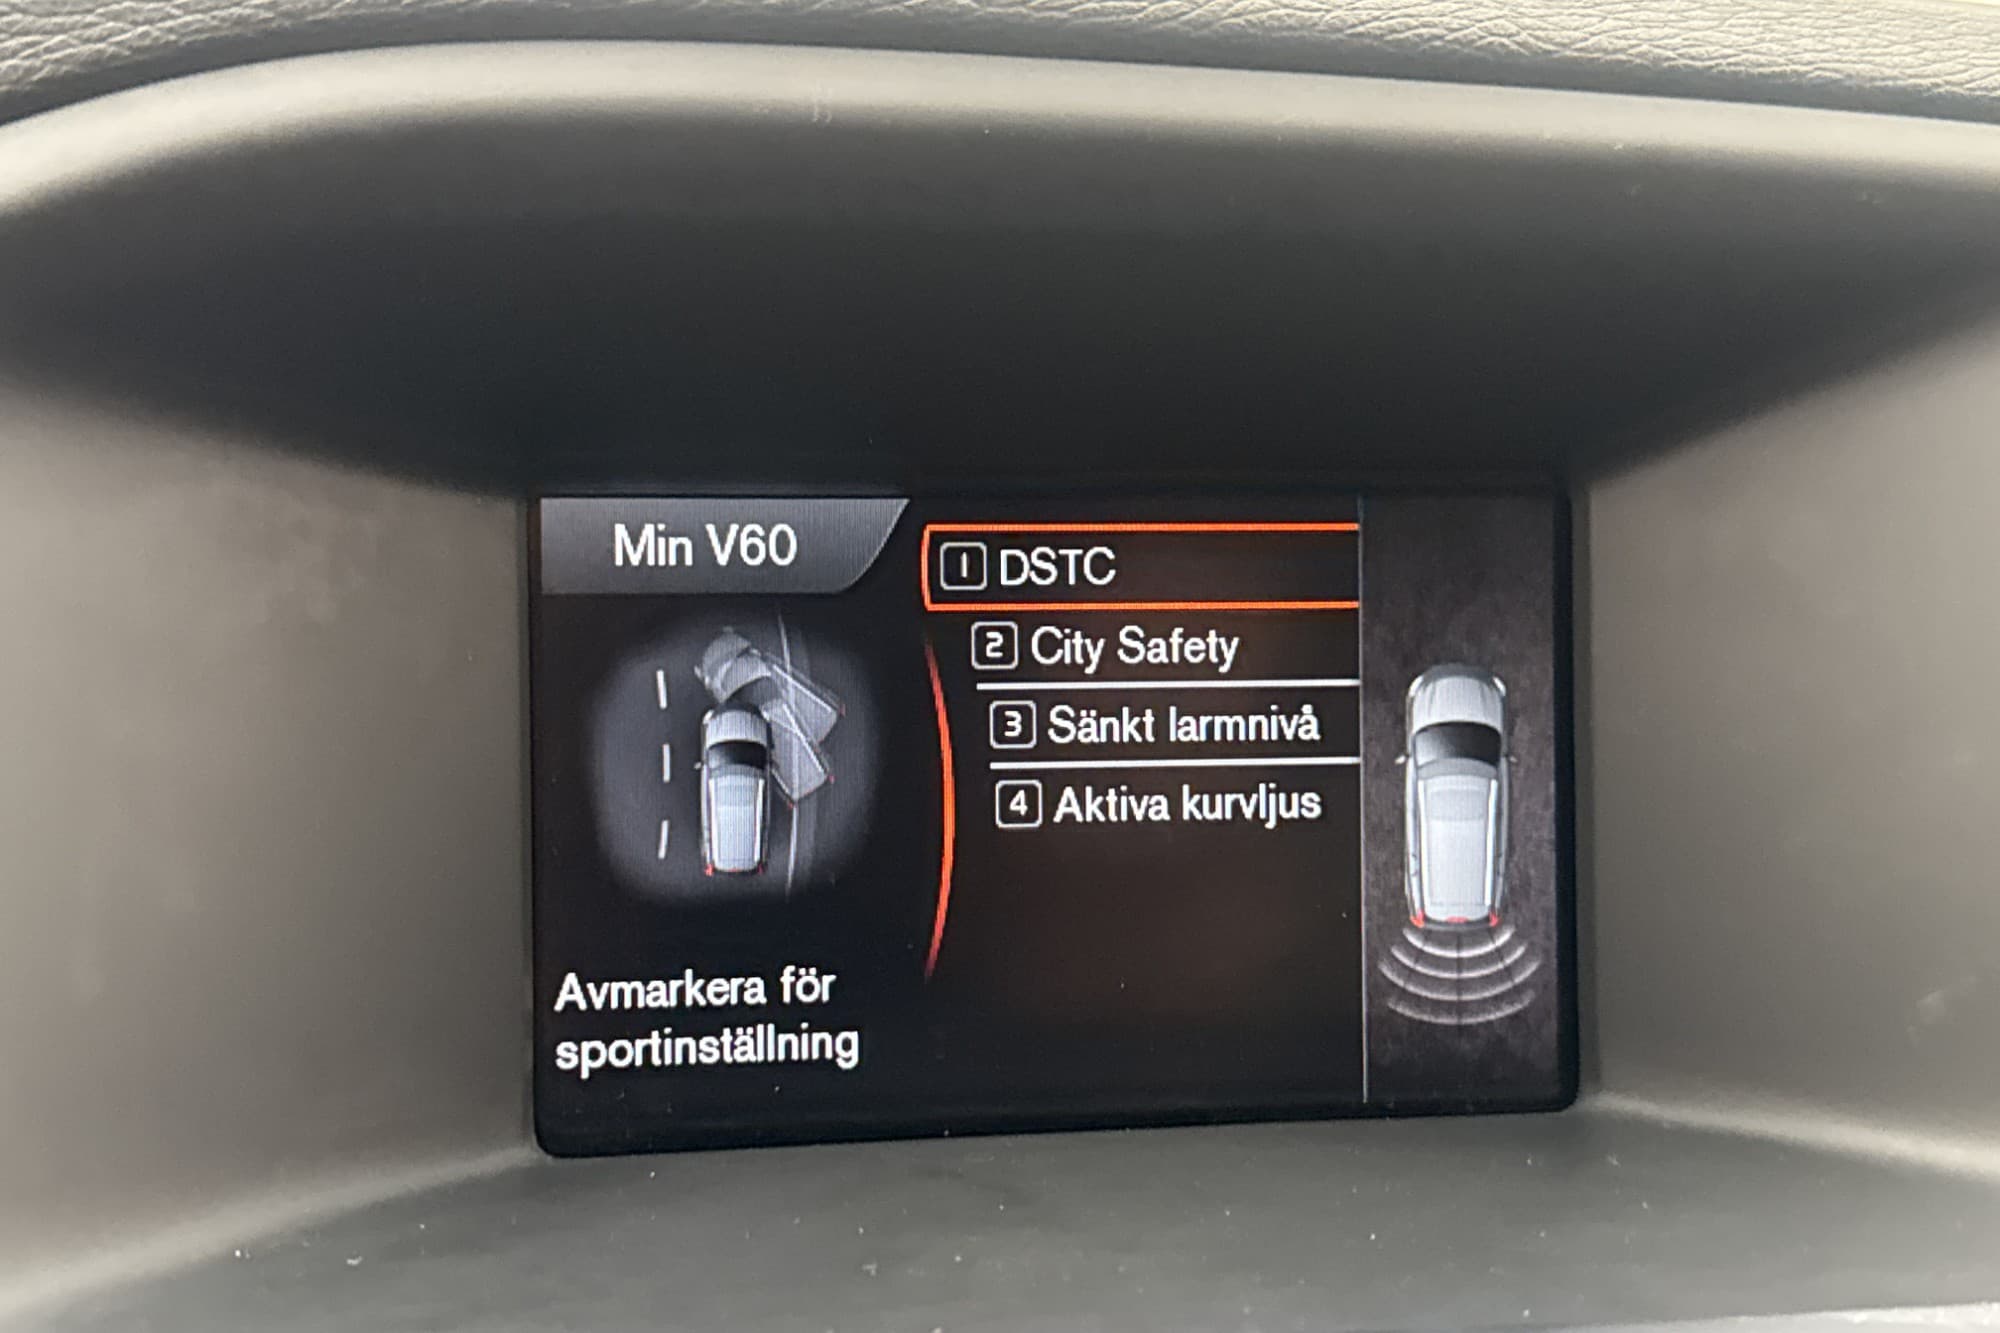 Min V60
1 DSTC
2 City Safety
3 Sänkt larmnivå
4 Aktiva kurvljus
Avmarkera för
sportinställning